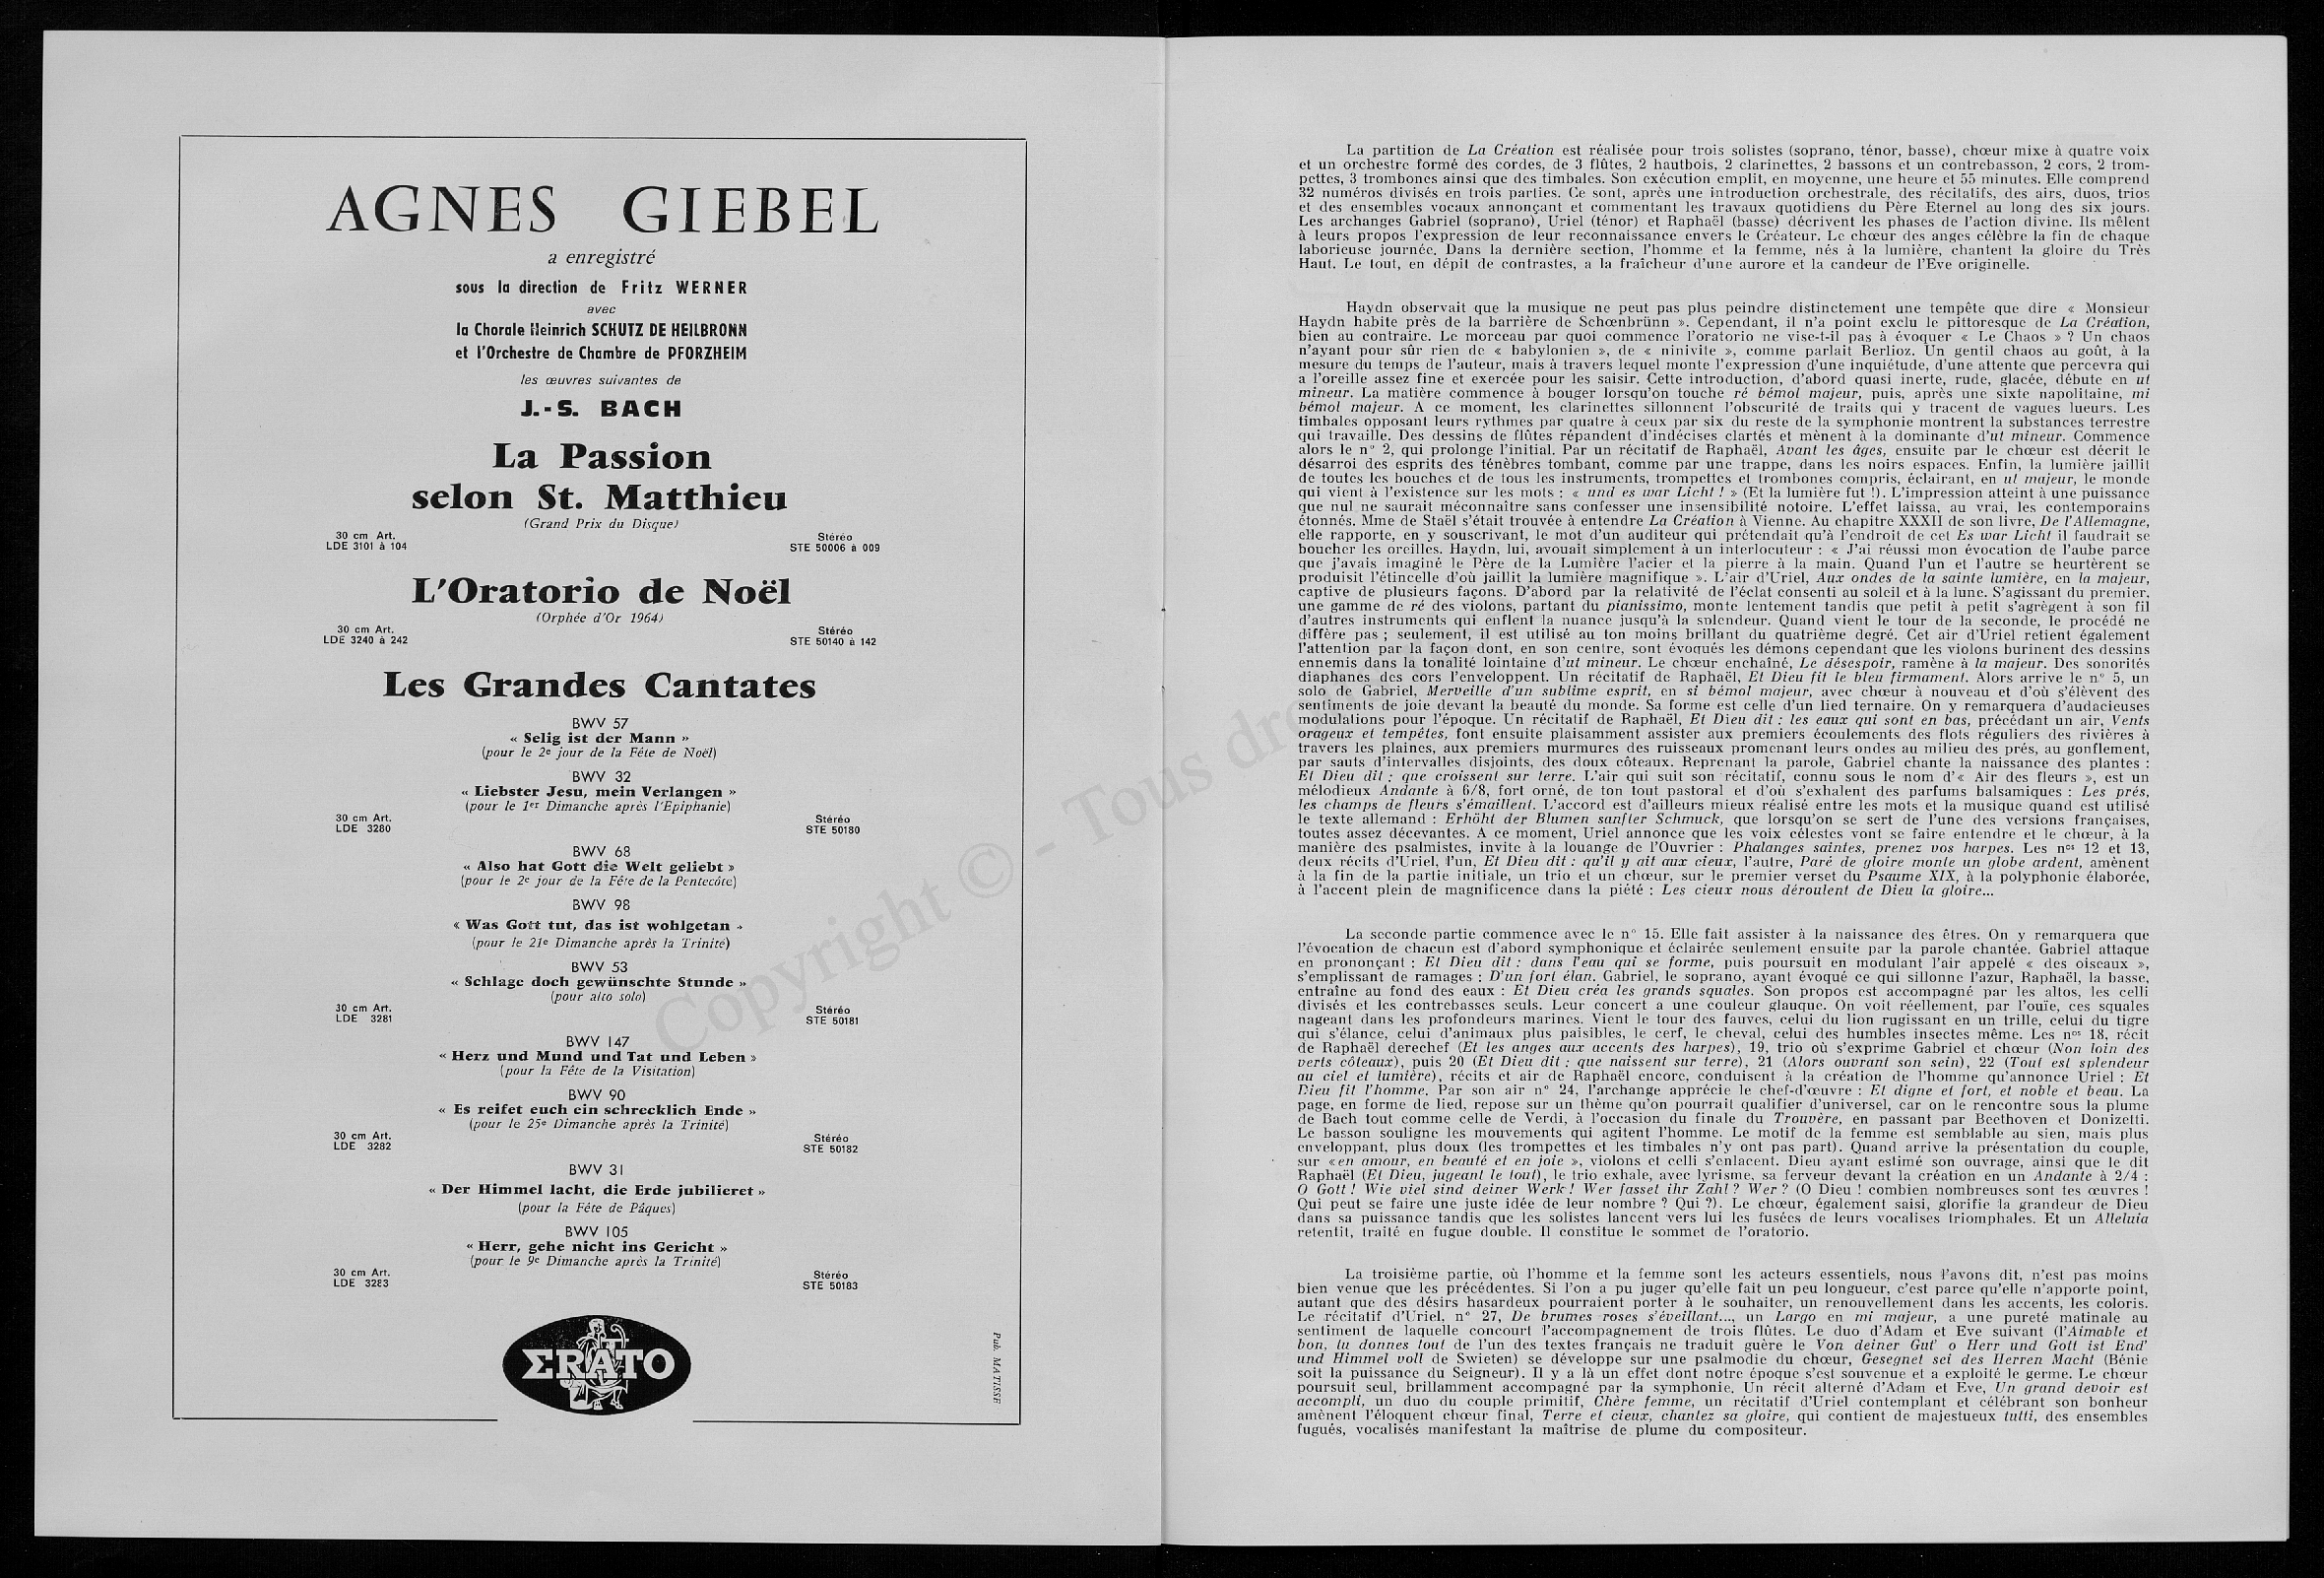 AGNES GIEBEL
a enregistré
sous la direction de Fritz WERNER
avec
la Chorale Heinrich SCHUTZ DE HEILBRONN
et l'Orchestre de Chambre de PFORZHEIM
les œuvres suivantes de
J.-S. BACH
La Passion
selon St. Matthieu
(Grand Prix du Disque)
30 cm Art.
LDE 3101 à 104
Stéréo
STE 50006 à 009
L'Oratorio de Noël
(Orphée d'Or 1964)
30 cm Art.
LDE 3240 à 242
Stéréo
STE 50140 à 142
Les Grandes Cantates
BWV 57
« Selig ist der Mann »
(pour le 2e jour de la Fête de Noël)
BWV 32
« Liebster Jesu, mein Verlangen »
(pour le 1er Dimanche après l'Epiphanie)
30 cm Art.
LDE 3280
Stéréo
STE 50180
BWV 68
« Also hat Gott die Welt geliebt »
(pour le 2e jour de la Fête de la Pentecôte)
BWV 98
« Was Gott tut, das ist wohlgetan »
(pour le 21e Dimanche après la Trinité)
BWV 53
« Schlage doch gewünschte Stunde »
(pour alto solo)
30 cm Art.
LDE 3281
Stéréo
STE 50181
BWV 147
« Herz und Mund und Tat und Leben »
(pour la Fête de la Visitation)
BWV 90
« Es reifet euch ein schrecklich Ende »
(pour le 25e Dimanche après la Trinité)
30 cm Art.
LDE 3282
Stéréo
STE 50182
BWV 31
« Der Himmel lacht, die Erde jubilieret »
(pour la Fête de Pâques)
BWV 105
« Herr, gehe nicht ins Gericht »
(pour le 9e Dimanche après la Trinité)
30 cm Art.
LDE 3283
Stéréo
STE 50183
ERATO
Pub. MATISSE
La partition de La Création est réalisée pour trois solistes (soprano, ténor, basse), chœur mixe à quatre voix
et un orchestre formé des cordes, de 3 flûtes, 2 hautbois, 2 clarinettes, 2 bassons et un contrebasson, 2 cors, 2 trom-
pettes, 3 trombones ainsi que des timbales. Son exécution emplit, en moyenne, une heure et 55 minutes. Elle comprend
32 numéros divisés en trois parties. Ce sont, après une introduction orchestrale, des récitatifs, des airs, duos, trios
et des ensembles vocaux annonçant et commentant les travaux quotidiens du Père Eternel au long des six jours.
Les archanges Gabriel (soprano), Uriel (ténor) et Raphaël (basse) décrivent les phases de l'action divine. Ils mêlent
à leurs propos l'expression de leur reconnaissance envers le Créateur. Le chœur des anges célèbre la fin de chaque
laborieuse journée. Dans la dernière section, l'homme et la femme, nés à la lumière, chantent la gloire du Très
Haut. Le tout, en dépit de contrastes, a la fraîcheur d'une aurore et la candeur de l'Eve originelle.
Haydn observait que la musique ne peut pas plus peindre distinctement une tempête que dire « Monsieur
Haydn habite près de la barrière de Schœnbrünn ». Cependant, il n'a point exclu le pittoresque de La Création,
bien au contraire. Le morceau par quoi commence l'oratorio ne vise-t-il pas à évoquer « Le Chaos » ? Un chaos
n'ayant pour sûr rien de « babylonien », de « ninivite », comme parlait Berlioz. Un gentil chaos au goût, à la
mesure du temps de l'auteur, mais à travers lequel monte l'expression d'une inquiétude, d'une attente que percevra qui
a l'oreille assez fine et exercée pour les saisir. Cette introduction, d'abord quasi inerte, rude, glacée, débute en ut
mineur. La matière commence à bouger lorsqu'on touche ré bémol majeur, puis, après une sixte napolitaine, mi
bémol majeur. A ce moment, les clarinettes sillonnent l'obscurité de traits qui y tracent de vagues lueurs. Les
timbales opposant leurs rythmes par quatre à ceux par six du reste de la symphonie montrent la substances terrestre
qui travaille. Des dessins de flûtes répandent d'indécises clartés et mènent à la dominante d'ut mineur. Commence
alors le n° 2, qui prolonge l'initial. Par un récitatif de Raphaël, Avant les âges, ensuite par le chœur est décrit le
désarroi des esprits des ténèbres tombant, comme par une trappe, dans les noirs espaces. Enfin, la lumière jaillit
de toutes les bouches et de tous les instruments, trompettes et trombones compris, éclairant, en ut majeur, le monde
qui vient à l'existence sur les mots : « und es war Licht ! » (Et la lumière fut !). L'impression atteint à une puissance
que nul ne saurait méconnaître sans confesser une insensibilité notoire. L'effet laissa, au vrai, les contemporains
étonnés. Mme de Staël s'était trouvée à entendre La Création à Vienne. Au chapitre XXXII de son livre, De l'Allemagne,
elle rapporte, en y souscrivant, le mot d'un auditeur qui prétendait qu'à l'endroit de cet Es war Licht il faudrait se
boucher les oreilles. Haydn, lui, avouait simplement à un interlocuteur : « J'ai réussi mon évocation de l'aube parce
que j'avais imaginé le Père de la Lumière l'acier et la pierre à la main. Quand l'un et l'autre se heurtèrent se
produisit l'étincelle d'où jaillit la lumière magnifique ». L'air d'Uriel, Aux ondes de la sainte lumière, en la majeur,
captive de plusieurs façons. D'abord par la relativité de l'éclat consenti au soleil et à la lune. S'agissant du premier,
une gamme de ré des violons, partant du pianissimo, monte lentement tandis que petit à petit s'agrègent à son fil
d'autres instruments qui enflent la nuance jusqu'à la splendeur. Quand vient le tour de la seconde, le procédé ne
diffère pas ; seulement, il est utilisé au ton moins brillant du quatrième degré. Cet air d'Uriel retient également
l'attention par la façon dont, en son centre, sont évoqués les démons cependant que les violons burinent des dessins
ennemis dans la tonalité lointaine d'ut mineur. Le chœur enchaîné, Le désespoir, ramène à la majeur. Des sonorités
diaphanes des cors l'enveloppent. Un récitatif de Raphaël, Et Dieu fit le bleu firmament. Alors arrive le n° 5, un
solo de Gabriel, Merveille d'un sublime esprit, en si bémol majeur, avec chœur à nouveau et d'où s'élèvent des
sentiments de joie devant la beauté du monde. Sa forme est celle d'un lied ternaire. On y remarquera d'audacieuses
modulations pour l'époque. Un récitatif de Raphaël, Et Dieu dit : les eaux qui sont en bas, précédant un air, Vents
orageux et tempêtes, font ensuite plaisamment assister aux premiers écoulements des flots réguliers des rivières à
travers les plaines, aux premiers murmures des ruisseaux promenant leurs ondes au milieu des prés, au gonflement,
par sauts d'intervalles disjoints, des doux côteaux. Reprenant la parole, Gabriel chante la naissance des plantes :
Et Dieu dit : que croissent sur terre. L'air qui suit son récitatif, connu sous le nom d'« Air des fleurs », est un
mélodieux Andante à 6/8, fort orné, de ton tout pastoral et d'où s'exhalent des parfums balsamiques : Les prés,
les champs de fleurs s'émaillent. L'accord est d'ailleurs mieux réalisé entre les mots et la musique quand est utilisé
le texte allemand : Erhöht der Blumen sanfter Schmuck, que lorsqu'on se sert de l'une des versions françaises,
toutes assez décevantes. A ce moment, Uriel annonce que les voix célestes vont se faire entendre et le chœur, à la
manière des psalmistes, invite à la louange de l'Ouvrier : Phalanges saintes, prenez vos harpes. Les nos 12 et 13,
deux récits d'Uriel, l'un, Et Dieu dit : qu'il y ait aux cieux, l'autre, Paré de gloire monte un globe ardent, amènent
à la fin de la partie initiale, un trio et un chœur, sur le premier verset du Psaume XIX, à la polyphonie élaborée,
à l'accent plein de magnificence dans la piété : Les cieux nous déroulent de Dieu la gloire...
La seconde partie commence avec le n° 15. Elle fait assister à la naissance des êtres. On y remarquera que
l'évocation de chacun est d'abord symphonique et éclairée seulement ensuite par la parole chantée. Gabriel attaque
en prononçant : Et Dieu dit : dans l'eau qui se forme, puis poursuit en modulant l'air appelé « des oiseaux »,
s'emplissant de ramages : D'un fort élan. Gabriel, le soprano, ayant évoqué ce qui sillonne l'azur, Raphaël, la basse,
entraîne au fond des eaux : Et Dieu créa les grands squales. Son propos est accompagné par les altos, les celli
divisés et les contrebasses seuls. Leur concert a une couleur glauque. On voit réellement, par l'ouïe, ces squales
nageant dans les profondeurs marines. Vient le tour des fauves, celui du lion rugissant en un trille, celui du tigre
qui s'élance, celui d'animaux plus paisibles, le cerf, le cheval, celui des humbles insectes même. Les nos 18, récit
de Raphaël derechef (Et les anges aux accents des harpes), 19, trio où s'exprime Gabriel et chœur (Non loin des
verts côteaux), puis 20 (Et Dieu dit : que naissent sur terre), 21 (Alors ouvrant son sein), 22 (Tout est splendeur
au ciel et lumière), récits et air de Raphaël encore, conduisent à la création de l'homme qu'annonce Uriel : Et
Dieu fit l'homme. Par son air n° 24, l'archange apprécie le chef-d'œuvre : Et digne et fort, et noble et beau. La
page, en forme de lied, repose sur un thème qu'on pourrait qualifier d'universel, car on le rencontre sous la plume
de Bach tout comme celle de Verdi, à l'occasion du finale du Trouvère, en passant par Beethoven et Donizetti.
Le basson souligne les mouvements qui agitent l'homme. Le motif de la femme est semblable au sien, mais plus
enveloppant, plus doux (les trompettes et les timbales n'y ont pas part). Quand arrive la présentation du couple,
sur « en amour, en beauté et en joie », violons et celli s'enlacent. Dieu ayant estimé son ouvrage, ainsi que le dit
Raphaël (Et Dieu, jugeant le tout), le trio exhale, avec lyrisme, sa ferveur devant la création en un Andante à 2/4 :
O Gott ! Wie viel sind deiner Werk ! Wer fasset ihr Zahl ? Wer ? (O Dieu ! combien nombreuses sont tes œuvres !
Qui peut se faire une juste idée de leur nombre ? Qui ?). Le chœur, également saisi, glorifie la grandeur de Dieu
dans sa puissance tandis que les solistes lancent vers lui les fusées de leurs vocalises triomphales. Et un Alleluia
retentit, traité en fugue double. Il constitue le sommet de l'oratorio.
La troisième partie, où l'homme et la femme sont les acteurs essentiels, nous l'avons dit, n'est pas moins
bien venue que les précédentes. Si l'on a pu juger qu'elle fait un peu longueur, c'est parce qu'elle n'apporte point,
autant que des désirs hasardeux pourraient porter à le souhaiter, un renouvellement dans les accents, les coloris.
Le récitatif d'Uriel, n° 27, De brumes roses s'éveillant..., un Largo en mi majeur, a une pureté matinale au
sentiment de laquelle concourt l'accompagnement de trois flûtes. Le duo d'Adam et Eve suivant (l'Aimable et
bon, tu donnes tout de l'un des textes français ne traduit guère le Von deiner Gut' o Herr und Gott ist End'
und Himmel voll de Swieten) se développe sur une psalmodie du chœur, Gesegnet sei des Herren Macht (Bénie
soit la puissance du Seigneur). Il y a là un effet dont notre époque s'est souvenue et a exploité le germe. Le chœur
poursuit seul, brillamment accompagné par la symphonie. Un récit alterné d'Adam et Eve, Un grand devoir est
accompli, un duo du couple primitif, Chère femme, un récitatif d'Uriel contemplant et célébrant son bonheur
amènent l'éloquent chœur final, Terre et cieux, chantez sa gloire, qui contient de majestueux tutti, des ensembles
fugués, vocalisés manifestant la maîtrise de plume du compositeur.
Copyright © - Tous dro